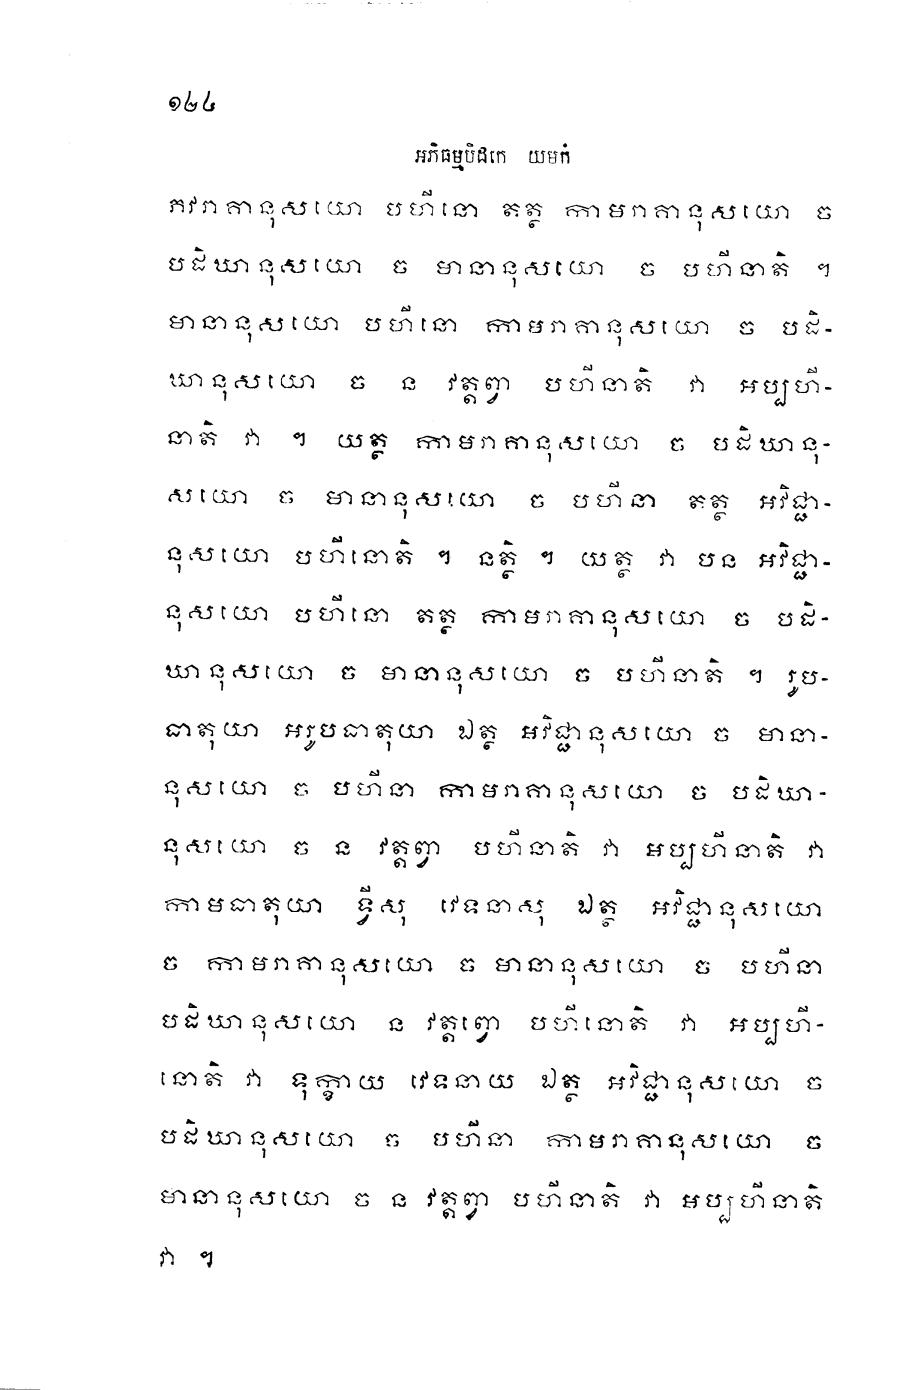 ១២៤
អភិធម្មបិដកេ យមកំ
ភវរាគានុសយោ បហីនោ តត្ថ កាមរាគានុសយោ ច
បដិឃានុសយោ ច មានានុសយោ ច បហីនាតិ ។
មានានុសយោ បហីនោ កាមរាគានុសយោ ច បដិ-
ឃានុសយោ ច ន វត្តព្វា បហីនាតិ វា អប្បហី-
នាតិ វា ។ យត្ថ កាមរាគានុសយោ ច បដិឃានុ-
សយោ ច មានានុសយោ ច បហីនា តត្ថ អវិជ្ជា-
នុសយោ បហីនោតិ ។ នត្ថិ ។ យត្ថ វា បន អវិជ្ជា-
នុសយោ បហីនោ តត្ថ កាមរាគានុសយោ ច បដិ-
ឃានុសយោ ច មានានុសយោ ច បហីនាតិ ។ រូប-
ធាតុយា អរូបធាតុយា ឯត្ថ អវិជ្ជានុសយោ ច មានា-
នុសយោ ច បហីនា កាមរាគានុសយោ ច បដិឃា-
នុសយោ ច ន វត្តព្វា បហីនាតិ វា អប្បហីនាតិ វា
កាមធាតុយា ទ្វីសុ វេទនាសុ ឯត្ថ អវិជ្ជានុសយោ
ច កាមរាគានុសយោ ច មានានុសយោ ច បហីនា
បដិឃានុសយោ ន វត្តព្វោ បហីនោតិ វា អប្បហី-
នោតិ វា ទុក្ខាយ វេទនាយ ឯត្ថ អវិជ្ជានុសយោ ច
បដិឃានុសយោ ច បហីនា កាមរាគានុសយោ ច
មានានុសយោ ច ន វត្តព្វា បហីនាតិ វា អប្បហីនាតិ
វា ។